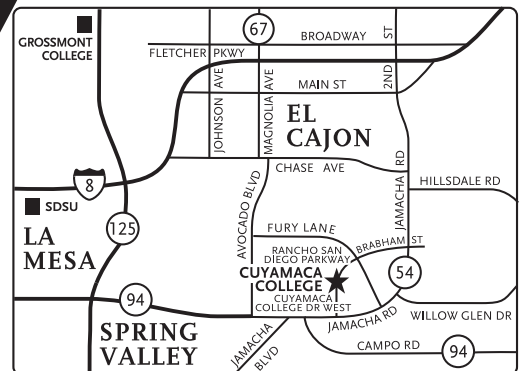 GROSSMONT
COLLEGE
67
BROADWAY
FLETCHER PKWY
2ND ST
MAIN ST
JOHNSON AVE
MAGNOLIA AVE
EL
CAJON
CHASE AVE
8
SDSU
HILLSDALE RD
JAMACHA RD
AVOCADO BLVD
LA
MESA
125
FURY LANE
BRABHAM ST
RANCHO SAN
DIEGO PARKWAY
CUYAMACA
COLLEGE
54
CUYAMACA
COLLEGE DR WEST
94
WILLOW GLEN DR
JAMACHA RD
SPRING
VALLEY
JAMACHA
BLVD
CAMPO RD
94